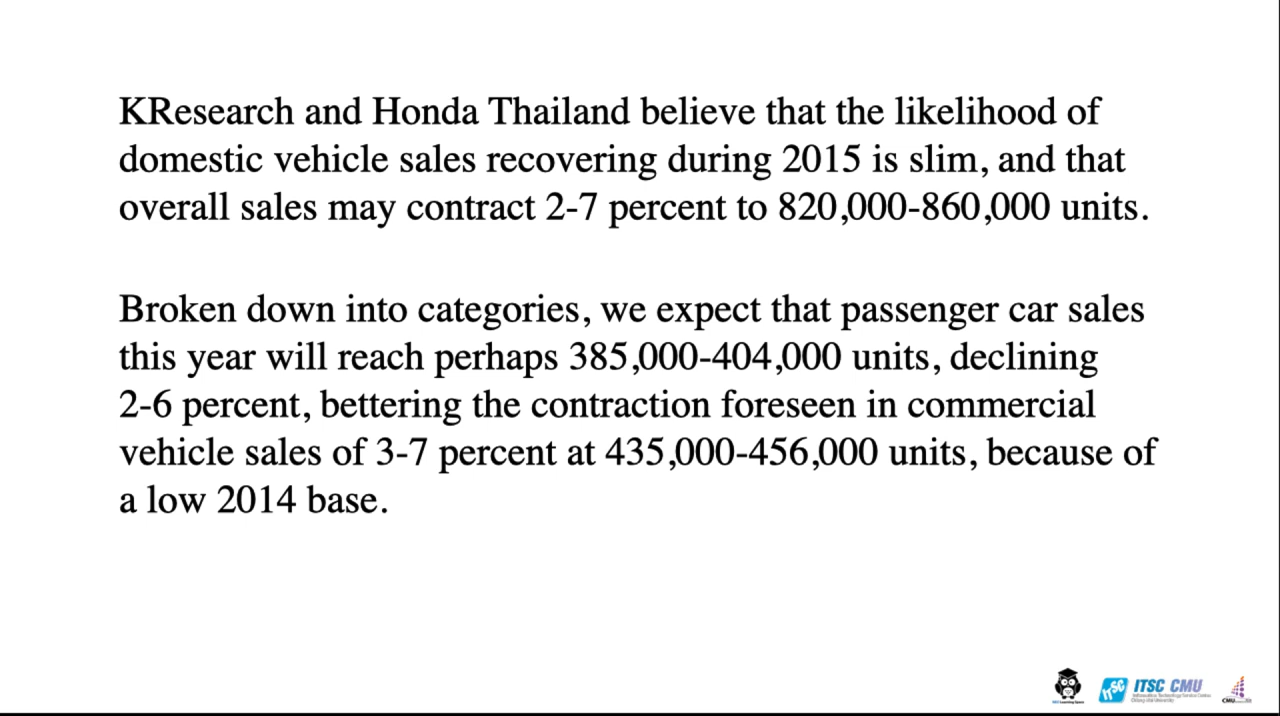 KResearch and Honda Thailand believe that the likelihood of
domestic vehicle sales recovering during 2015 is slim, and that
overall sales may contract 2-7 percent to 820,000-860,000 units.
Broken down into categories, we expect that passenger car sales
this year will reach perhaps 385,000-404,000 units, declining
2-6 percent, bettering the contraction foreseen in commercial
vehicle sales of 3-7 percent at 435,000-456,000 units, because of
a low 2014 base.
ITSC CMU